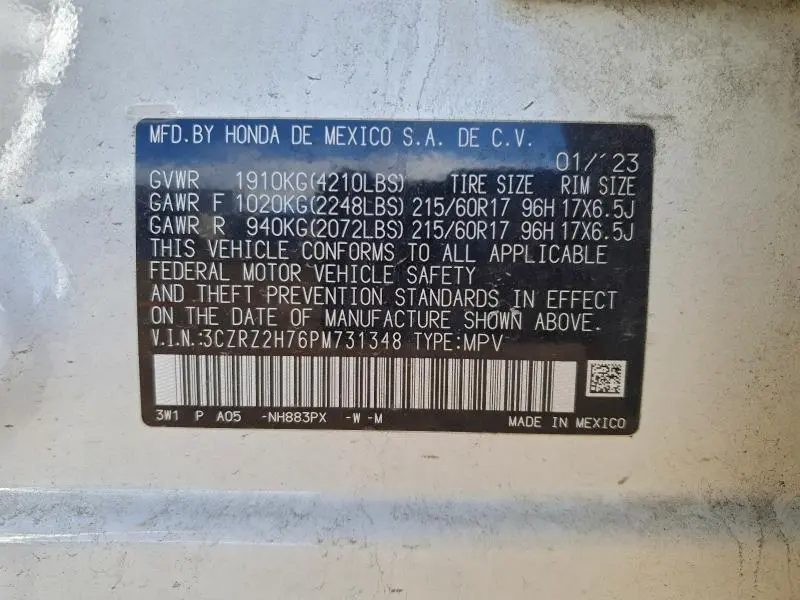 MFD.BY HONDA DE MEXICO S.A. DE C.V.
01/'23
GVWR 1910KG(4210LBS) TIRE SIZE RIM SIZE
GAWR F 1020KG(2248LBS) 215/60R17 96H 17X6.5J
GAWR R 940KG(2072LBS) 215/60R17 96H 17X6.5J
THIS VEHICLE CONFORMS TO ALL APPLICABLE
FEDERAL MOTOR VEHICLE SAFETY
AND THEFT PREVENTION STANDARDS IN EFFECT
ON THE DATE OF MANUFACTURE SHOWN ABOVE.
V.I.N.:3CZRZ2H76PM731348 TYPE:MPV
3W1 P A05 -NH883PX -W -M MADE IN MEXICO